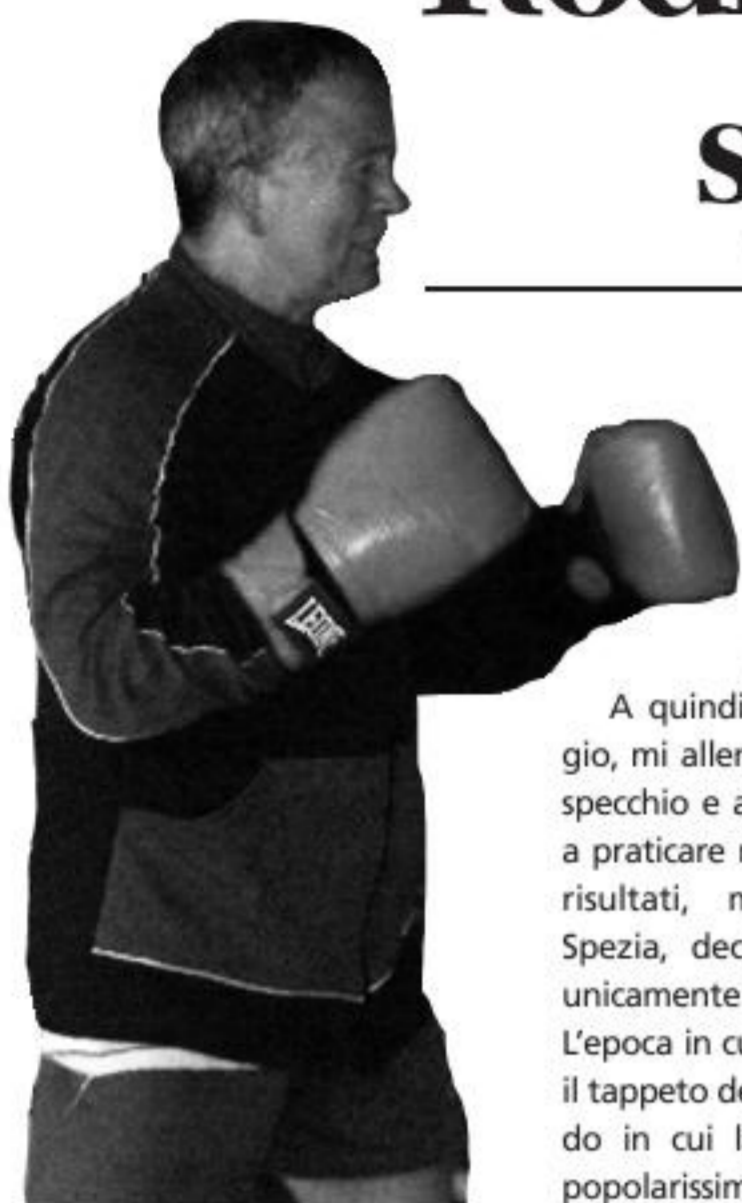 s
LEONE
A quindi
gio, mi aller
specchio e a
a praticare
risultati, m
Spezia, dec
unicamente
L'epoca in cu
il tappeto de
do in cui l
popolarissim